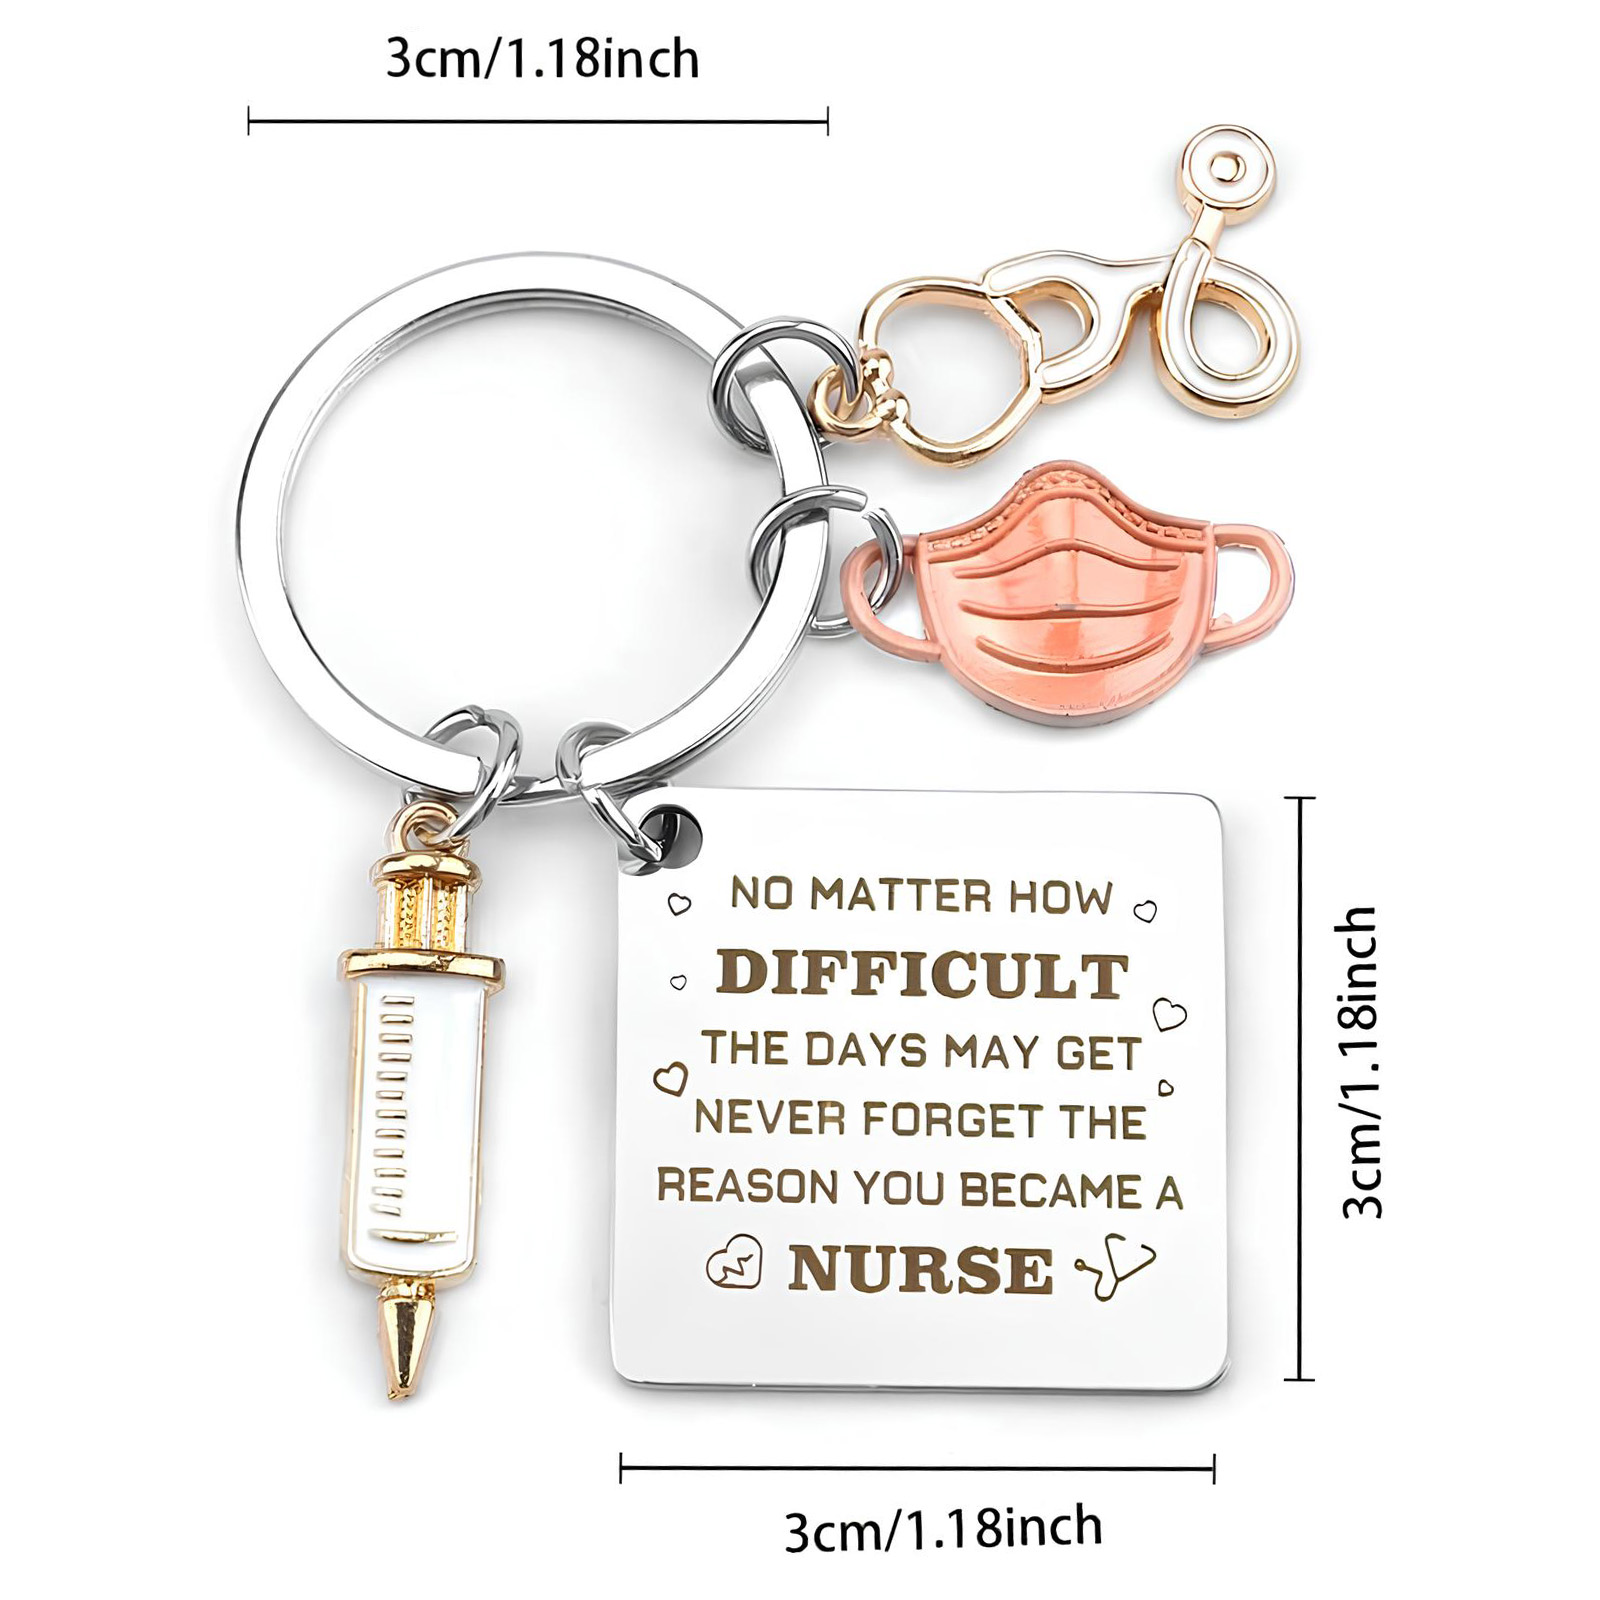 3cm/1.18inch
NO MATTER HOW
DIFFICULT
THE DAYS MAY GET
NEVER FORGET THE
REASON YOU BECAME A
NURSE
3cm/1.18inch
3cm/1.18inch